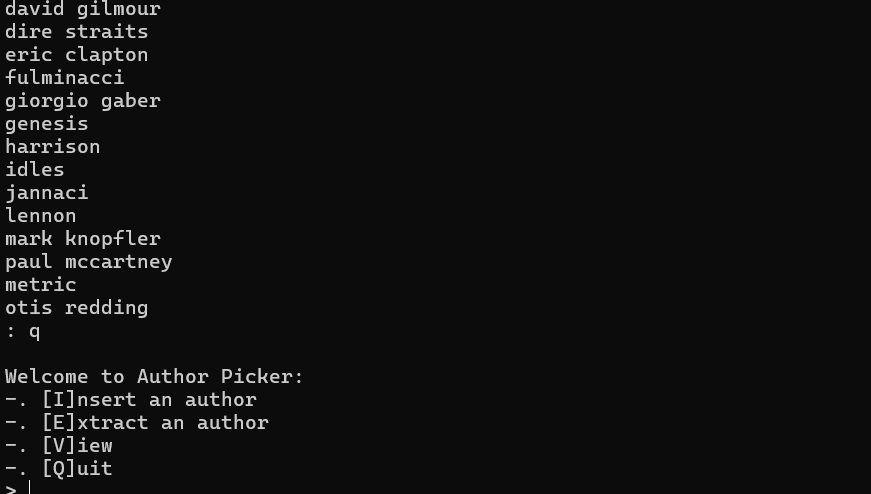 david gilmour
dire straits
eric clapton
fulminacci
giorgio gaber
genesis
harrison
idles
jannaci
lennon
mark knopfler
paul mccartney
metric
otis redding
: q
Welcome to Author Picker:
-. [I]nsert an author
-. [E]xtract an author
-. [V]iew
-. [Q]uit
>